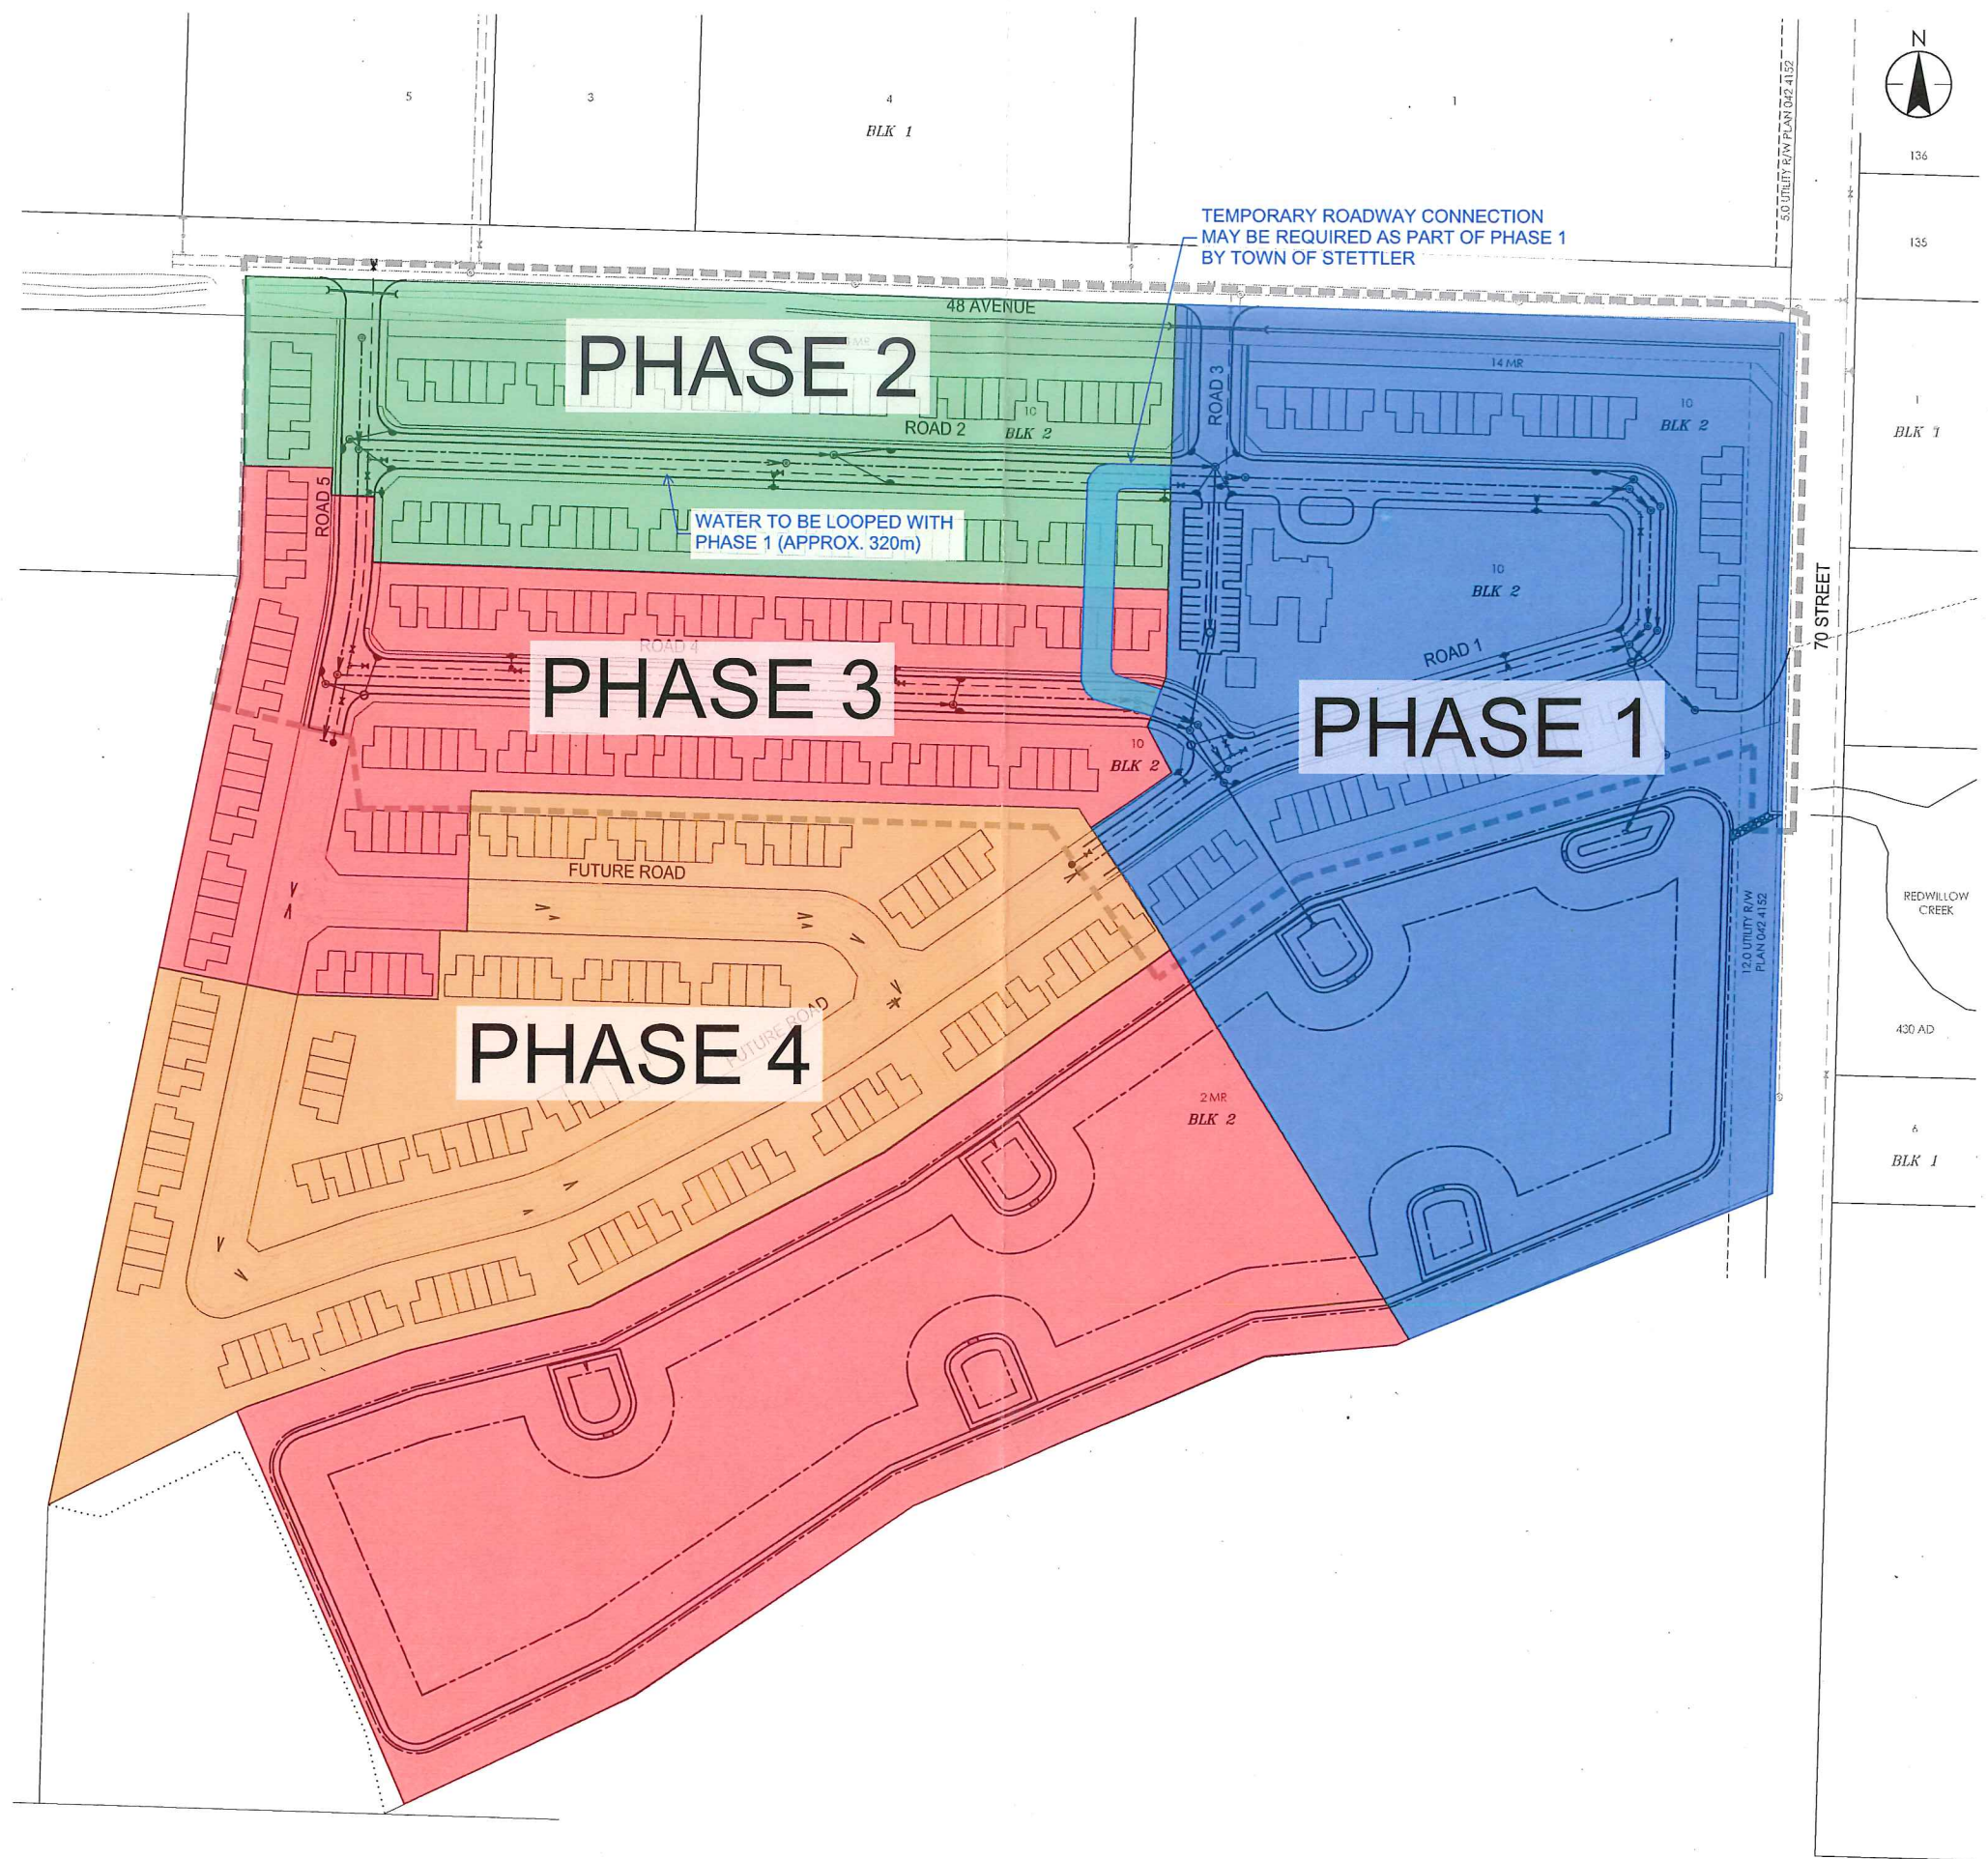 N
5
3
4
1
BLK 1
5.0 UTILITY R/W PLAN 042 4152
136
135
TEMPORARY ROADWAY CONNECTION
MAY BE REQUIRED AS PART OF PHASE 1
BY TOWN OF STETTLER
48 AVENUE
PHASE 2
14 MR
ROAD 3
10
BLK 2
10
BLK 2
ROAD 2
1
BLK 1
ROAD 5
WATER TO BE LOOPED WITH
PHASE 1 (APPROX. 320m)
10
BLK 2
70 STREET
ROAD 4
ROAD 1
PHASE 3
PHASE 1
10
BLK 2
FUTURE ROAD
12.0 UTILITY R/W
PLAN 042 4152
REDWILLOW
CREEK
FUTURE ROAD
PHASE 4
430 AD
2 MR
BLK 2
6
BLK 1